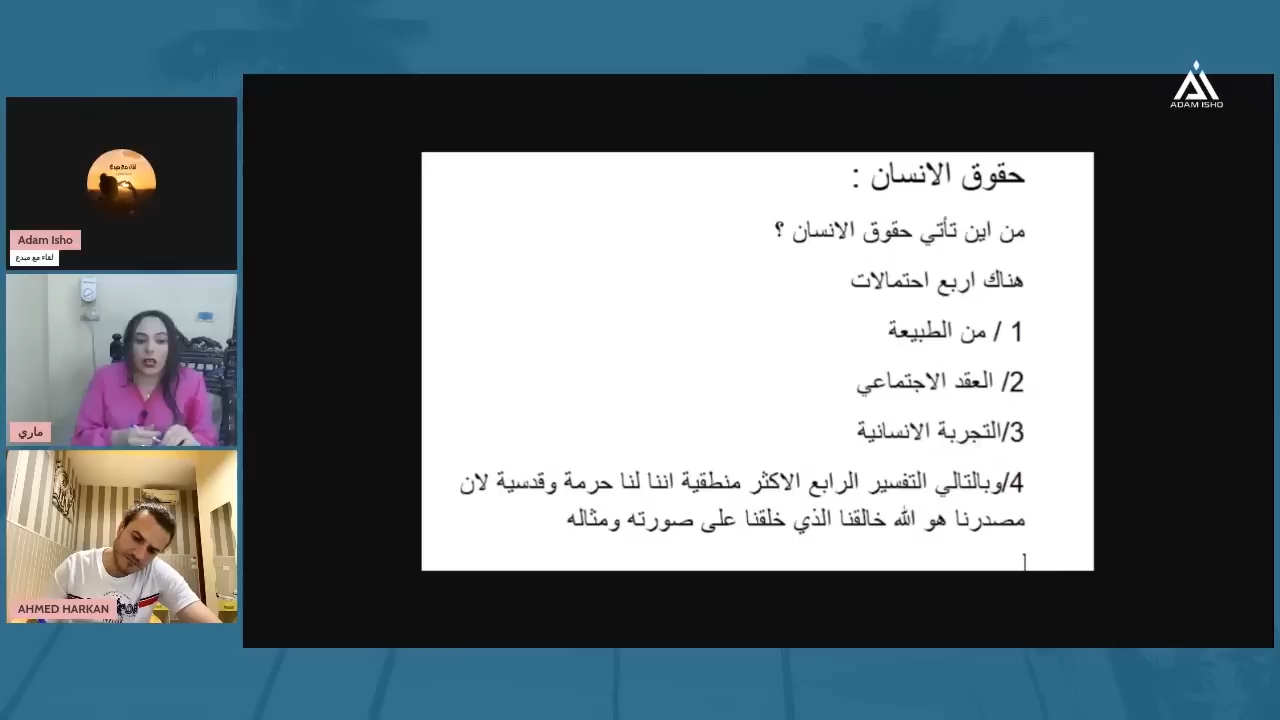 ADAM ISHO
Adam Isho
لقاء مع مبدع
ماري
AHMED HARKAN
حقوق الانسان :
من اين تأتي حقوق الانسان ؟
هناك اربع احتمالات
1 / من الطبيعة
2/ العقد الاجتماعي
3/التجربة الانسانية
4/وبالتالي التفسير الرابع الاكثر منطقية اننا لنا حرمة وقدسية لان
مصدرنا هو الله خالقنا الذي خلقنا على صورته ومثاله